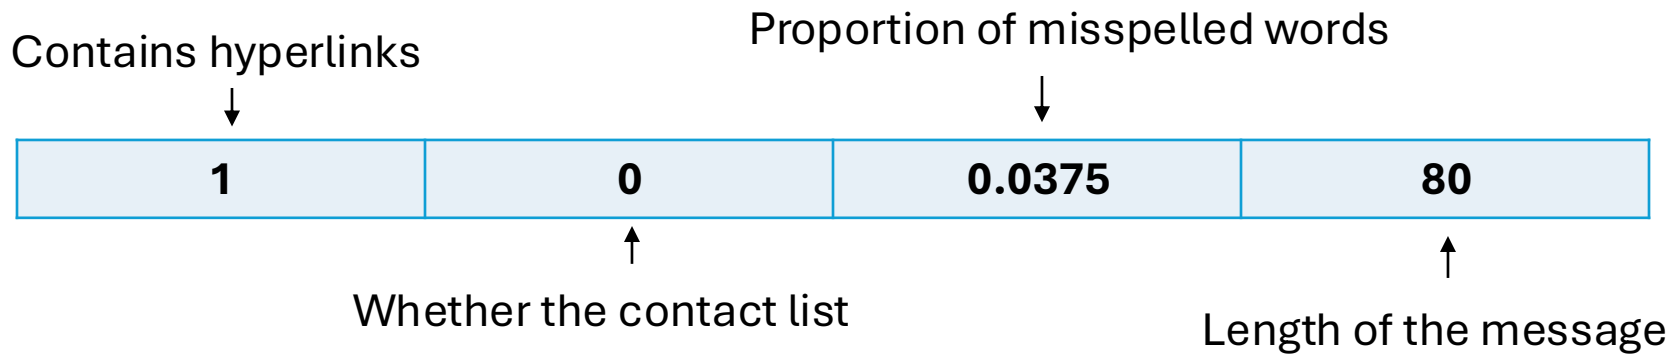 Contains hyperlinks
Proportion of misspelled words
1
0
0.0375
80
Whether the contact list
Length of the message